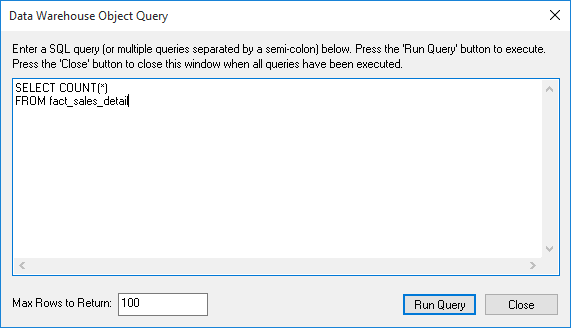 Data Warehouse Object Query
Enter a SQL query (or multiple queries separated by a semi-colon) below. Press the 'Run Query' button to execute.
Press the 'Close' button to close this window when all queries have been executed.
SELECT COUNT(*)
FROM fact_sales_detail
Max Rows to Return: 100
Run Query Close